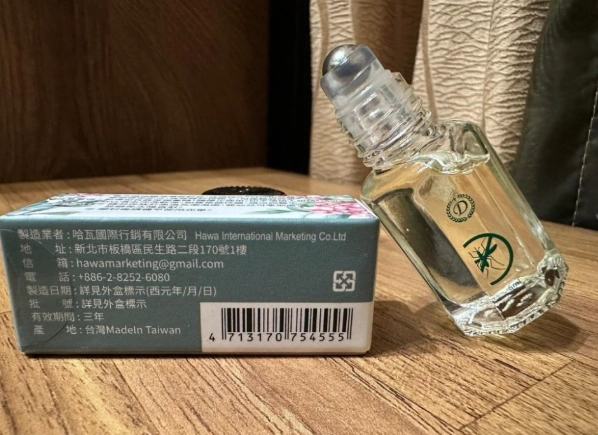 製造業者:哈瓦國際行銷有限公司 Hawa International Marketing Co.Ltd
地 址:新北市板橋區民生路二段170號1樓
信 箱:hawamarketing@gmail.com
電 話:+886-2-8252-6080
製造日期:詳見外盒標示(西元年/月/日)
批 號:詳見外盒標示
有效期間:三年
產 地:台灣MadeIn Taiwan
4 713170 754555
D